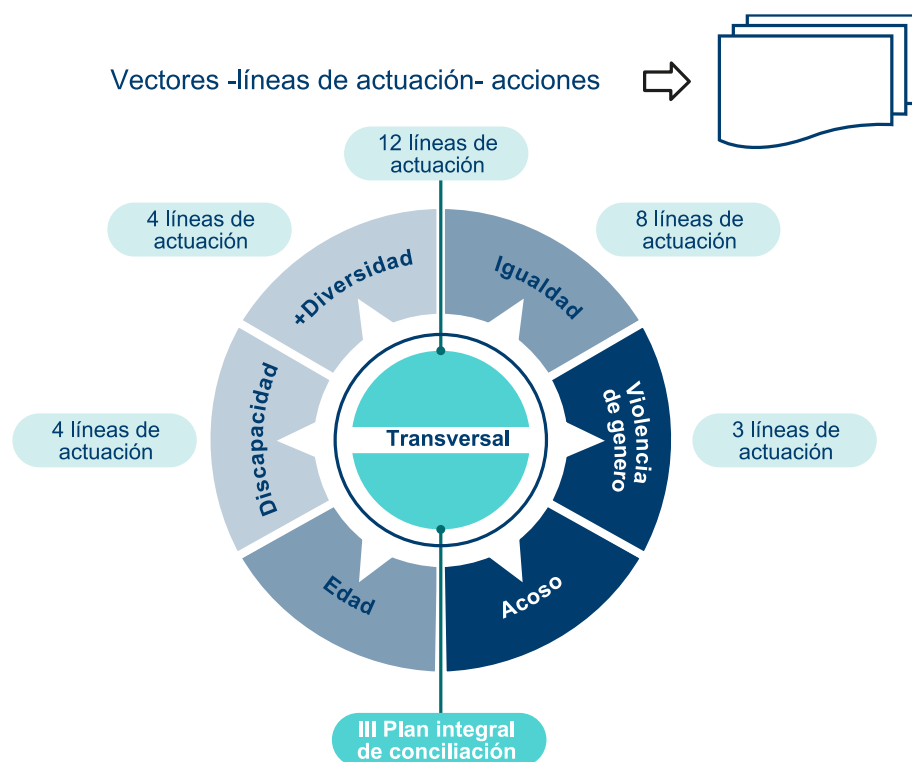 Vectores -líneas de actuación- acciones
12 líneas de
actuación
4 líneas de
actuación
8 líneas de
actuación
+Diversidad
Igualdad
Discapacidad
Violencia
de genero
4 líneas de
actuación
Transversal
3 líneas de
actuación
Edad
Acoso
III Plan integral
de conciliación